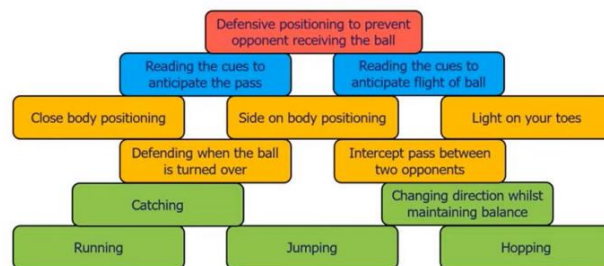 Defensive positioning to prevent
opponent receiving the ball
Reading the cues to
anticipate the pass
Reading the cues to
anticipate flight of ball
Close body positioning
Side on body positioning
Light on your toes
Defending when the ball
is turned over
Intercept pass between
two opponents
Catching
Changing direction whilst
maintaining balance
Running
Jumping
Hopping